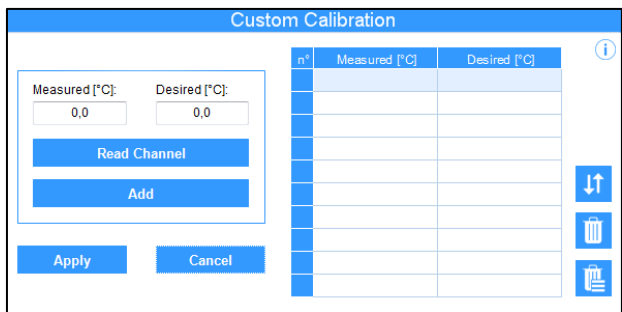 Custom Calibration
Measured [°C]: Desired [°C]:
0,0 0,0
Read Channel
Add
Apply Cancel
n° Measured [°C] Desired [°C]
i